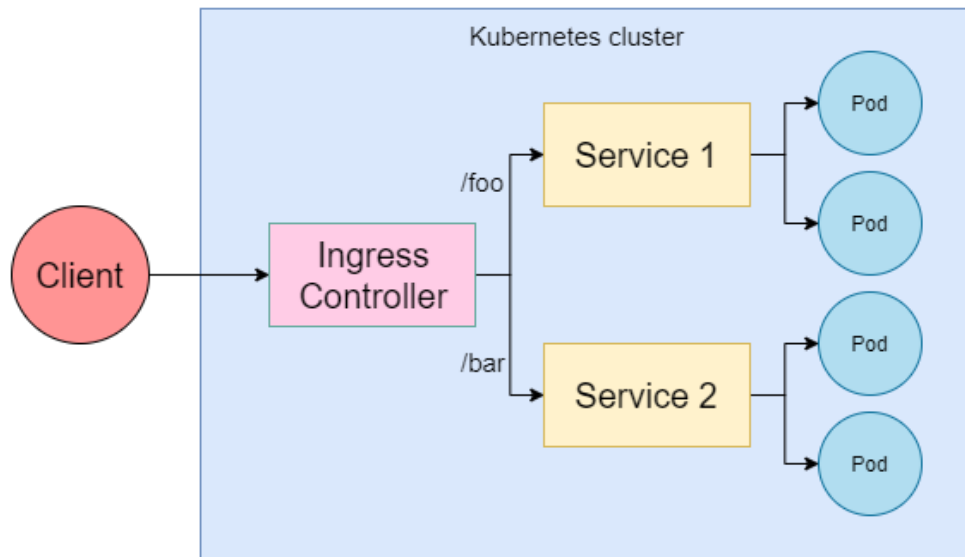 Kubernetes cluster
Client
Ingress
Controller
/foo
/bar
Service 1
Pod
Pod
Service 2
Pod
Pod